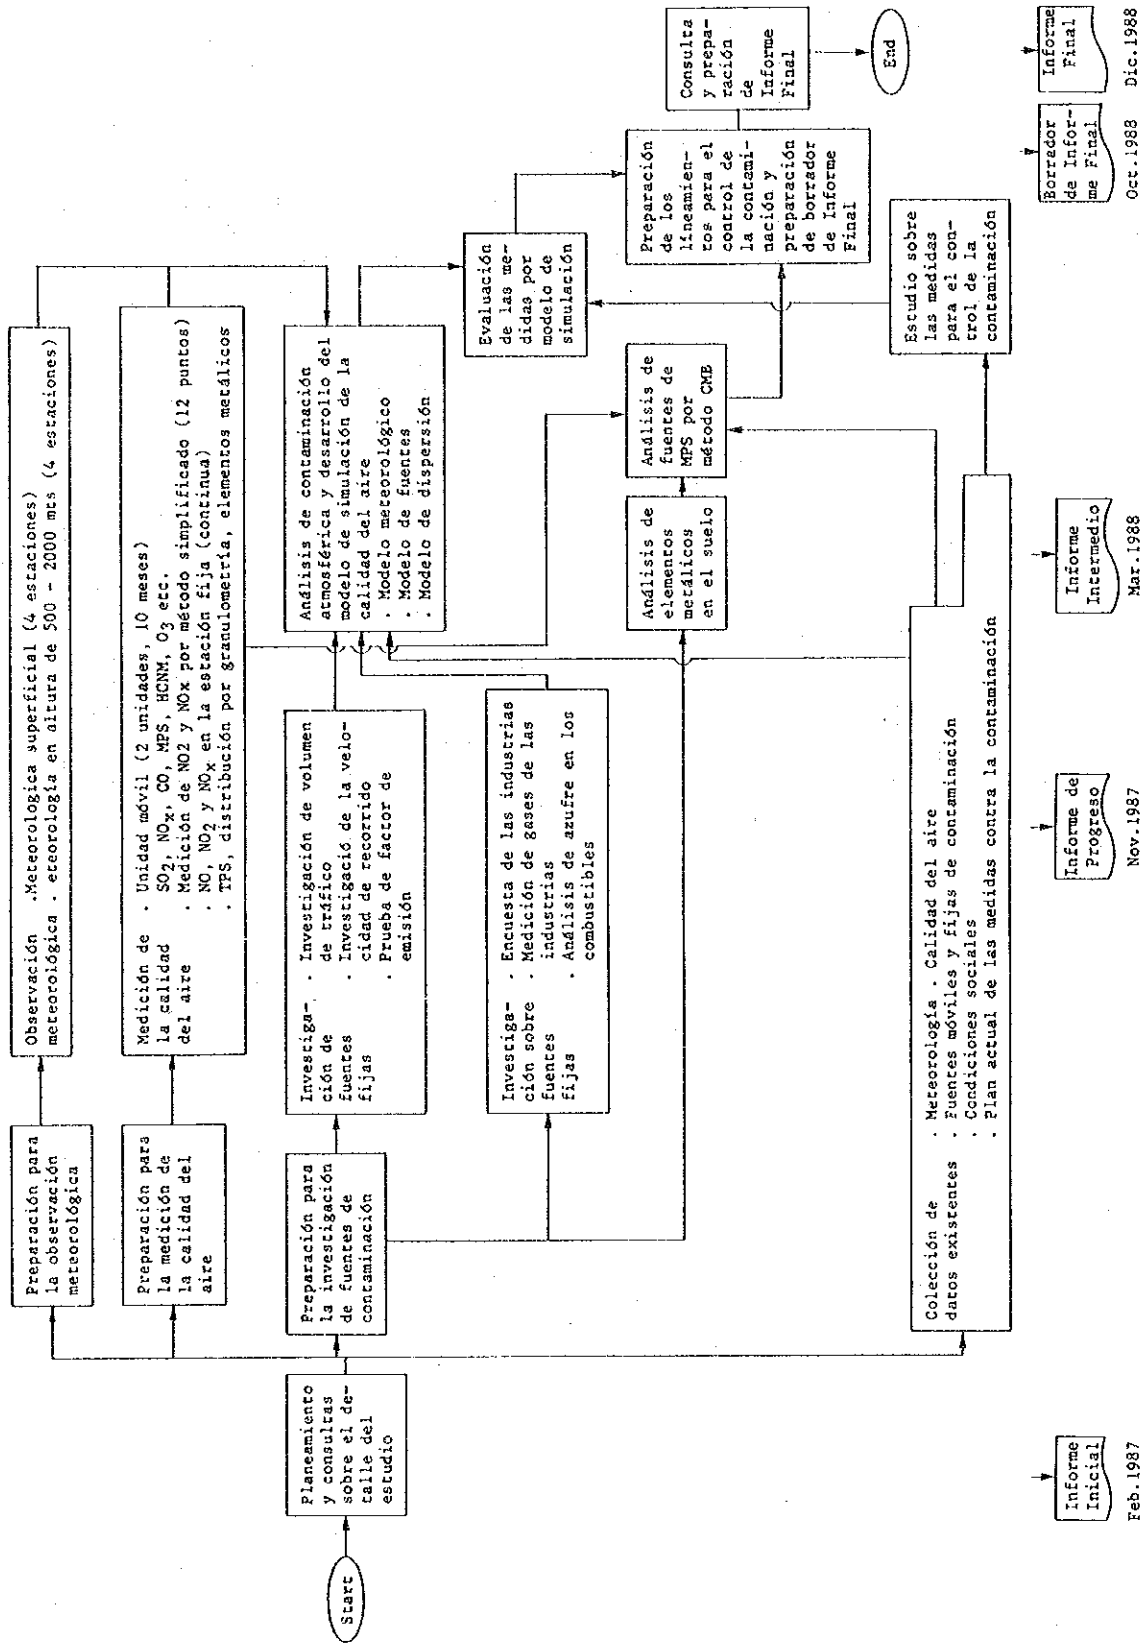 Start
Planeamiento
y consultas
sobre el de-
talle del
estudio
Preparación para
la observación
meteorológica
Preparación para
la medición de
la calidad del
aire
Preparación para
la investigación
de fuentes de
contaminación
Observación .Meteorologica superficial (4 estaciones)
meteorológica . eteorología en altura de 500 - 2000 mts (4 estaciones)
Medición de . Unidad móvil (2 unidades, 10 meses)
la calidad SO2, NOx, CO, MPS, HCNM, O3 etc.
del aire . Medición de NO2 y NOx por método simplificado (12 puntos)
. NO, NO2 y NOx en la estación fija (continua)
. TPS, distribución por granulometría, elementos metálicos
Investiga- . Investigación de volumen
ción de de tráfico
fuentes . Investigació de la velo-
fijas cidad de recorrido
. Prueba de factor de
emisión
Investiga- . Encuesta de las industrias
ción sobre . Medición de gases de las
fuentes industrias
fijas . Análisis de azufre en los
combustibles
Colección de . Meteorología . Calidad del aire
datos existentes . Fuentes móviles y fijas de contaminación
. Condiciones sociales
. Plan actual de las medidas contra la contaminación
Análisis de contaminación
atmosférica y desarrollo del
modelo de simulación de la
calidad del aire
. Modelo meteorológico
. Modelo de fuentes
. Modelo de dispersión
Análisis de
elementos
metálicos
en el suelo
Análisis de
fuentes de
MPS por
método CMB
Evaluación
de las me-
didas por
modelo de
simulación
Estudio sobre
las medidas
para el con-
trol de la
contaminación
Preparación
de los
líneamien-
tos para el
control de
la contami-
nación y
preparación
de borrador
de Informe
Final
Consulta
y prepa-
ración
de
Informe
Final
End
Informe
Inicial
Feb.1987
Informe de
Progreso
Nov.1987
Informe
Intermedio
Mar.1988
Borrador
de Infor-
me Final
Oct.1988
Informe
Final
Dic.1988